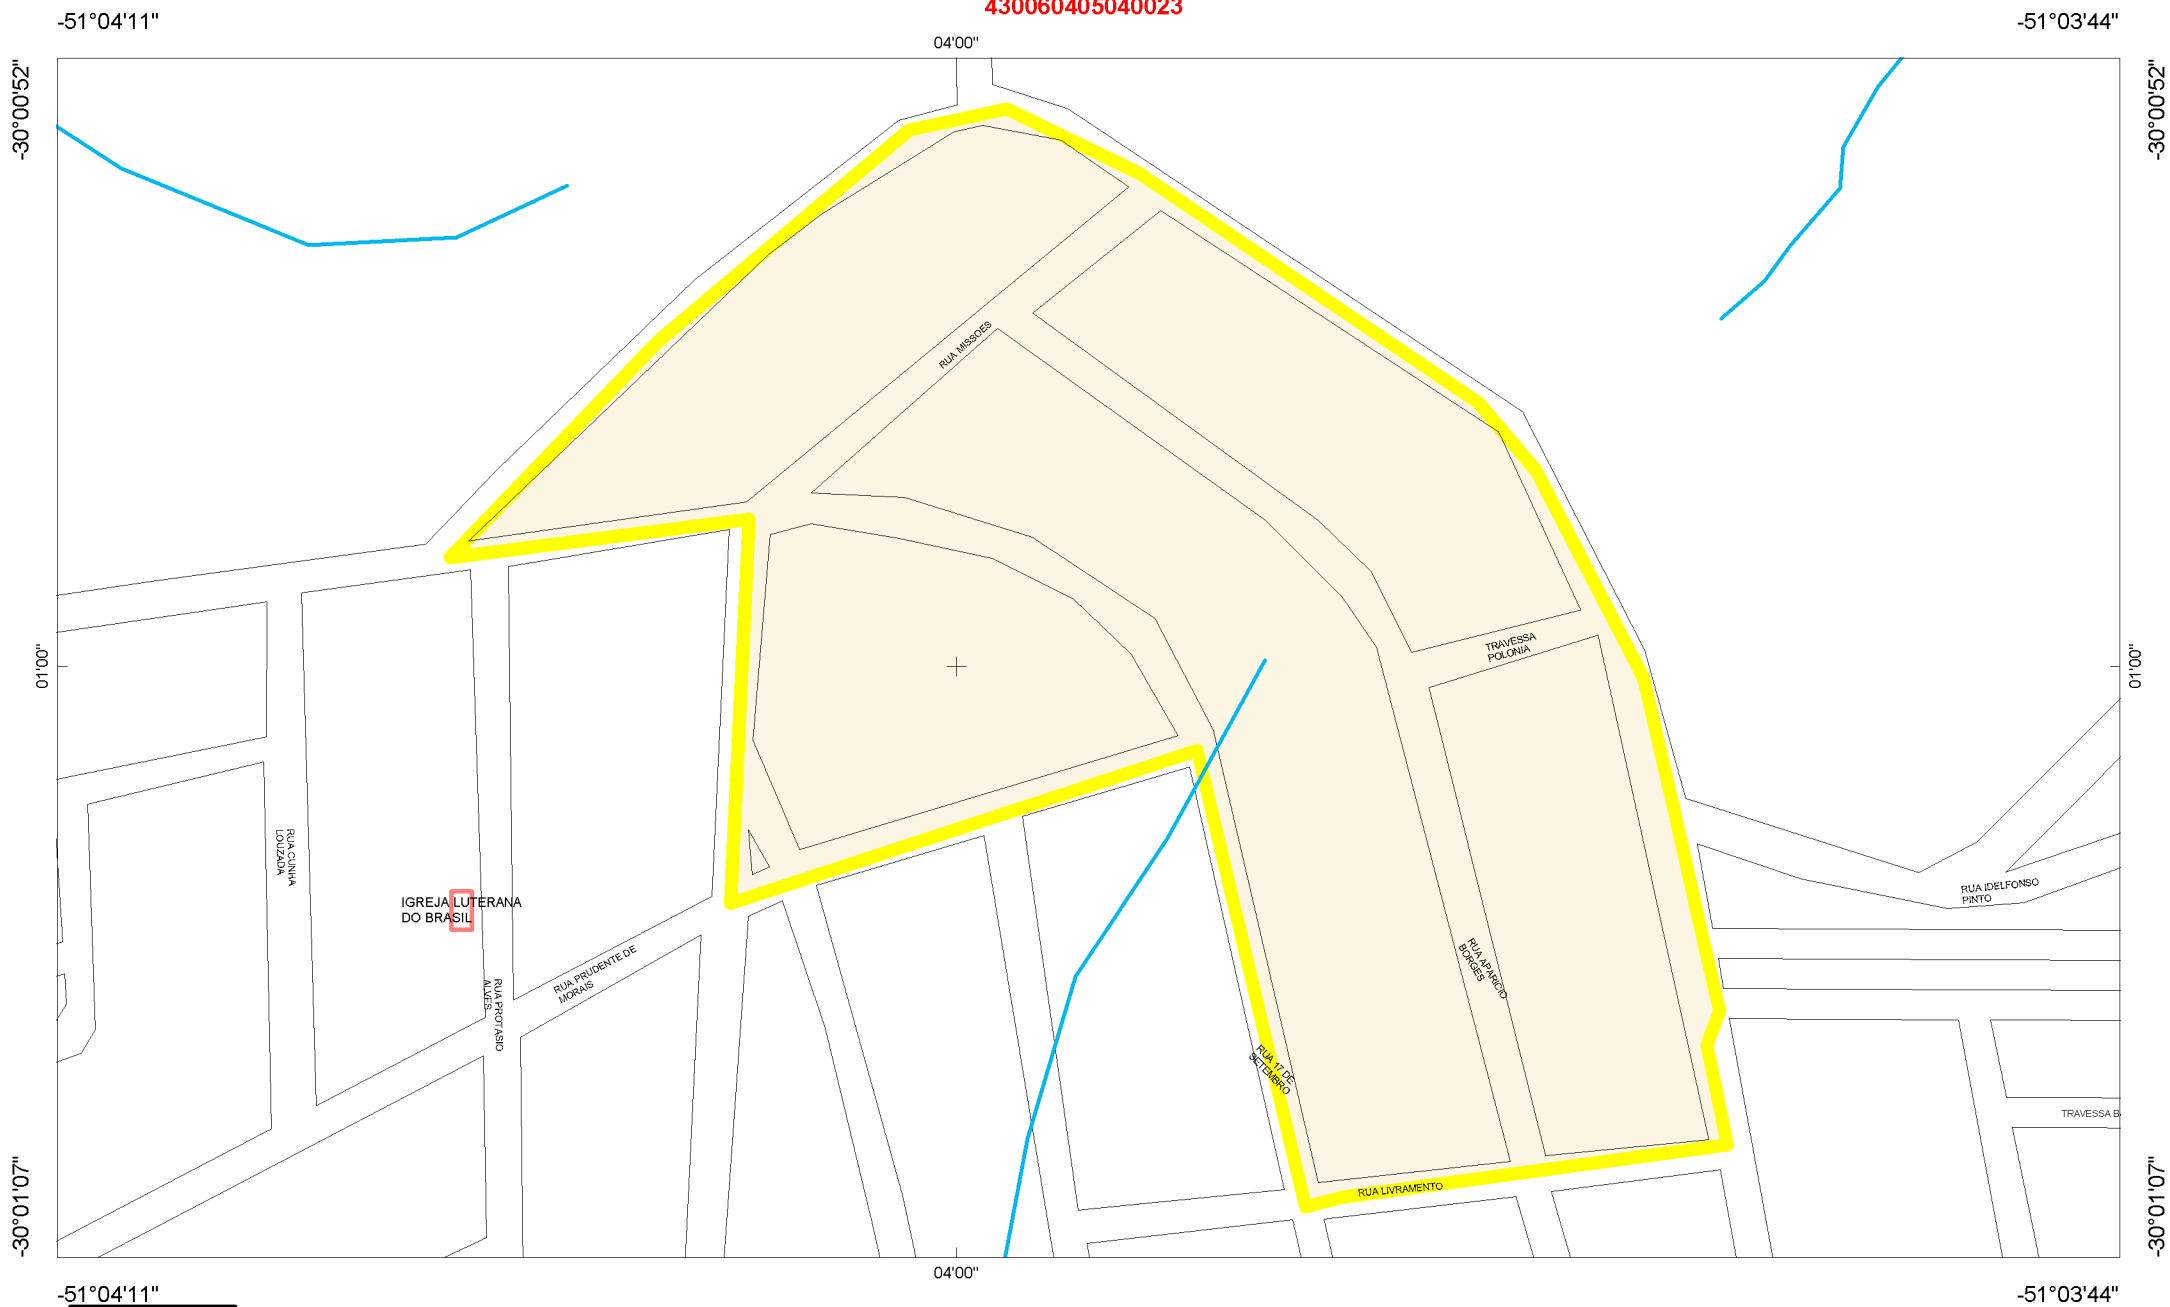 430060405040023
-51°04'11"
-51°03'44"
04'00"
-30°00'52"
-30°00'52"
RUA MISSOES
TRAVESSA
POLONIA
01'00"
01'00"
RUA CUNHA
LOUZADA
IGREJA LUTERANA
DO BRASIL
RUA IDELFONSO
PINTO
RUA PRUDENTE DE
MORAIS
RUA PROTASIO
ALVES
RUA APARICIO
BORGES
RUA 17 DE
SETEMBRO
TRAVESSA B
RUA LIVRAMENTO
-30°01'07"
-30°01'07"
04'00"
-51°04'11"
-51°03'44"